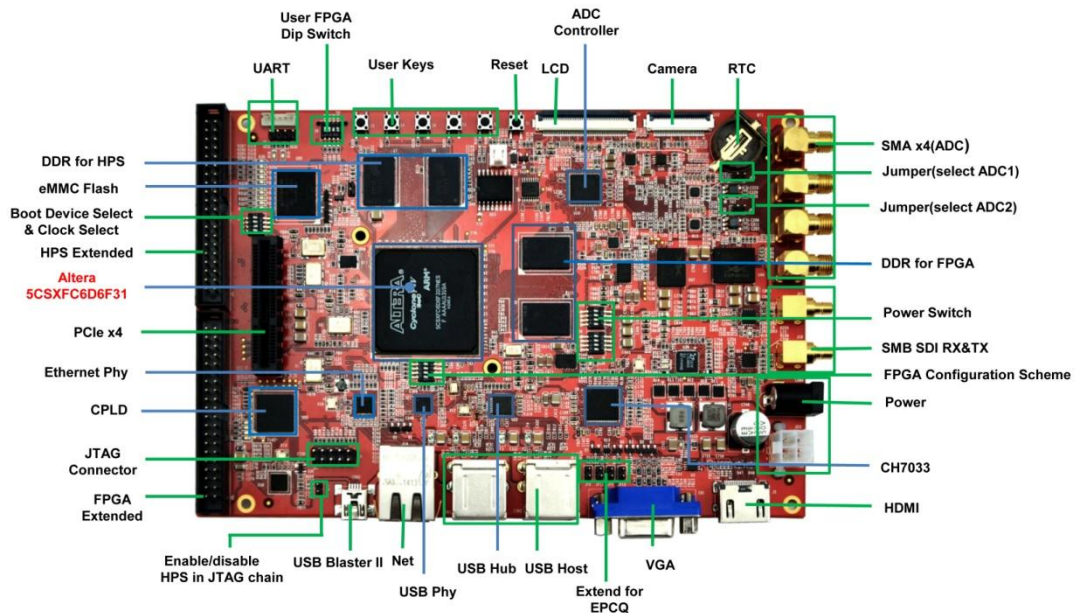 User FPGA
Dip Switch
ADC
Controller
UART
User Keys
Reset
LCD
Camera
RTC
DDR for HPS
eMMC Flash
Boot Device Select
& Clock Select
HPS Extended
Altera
5CSXFC6D6F31
PCIe x4
Ethernet Phy
CPLD
JTAG
Connector
FPGA
Extended
SMA x4(ADC)
Jumper(select ADC1)
Jumper(select ADC2)
DDR for FPGA
Power Switch
SMB SDI RX&TX
FPGA Configuration Scheme
Power
CH7033
HDMI
ALTERA®
Cyclone
ARM®
Enable/disable
HPS in JTAG chain
USB Blaster II
Net
USB Phy
USB Hub
USB Host
Extend for
EPCQ
VGA